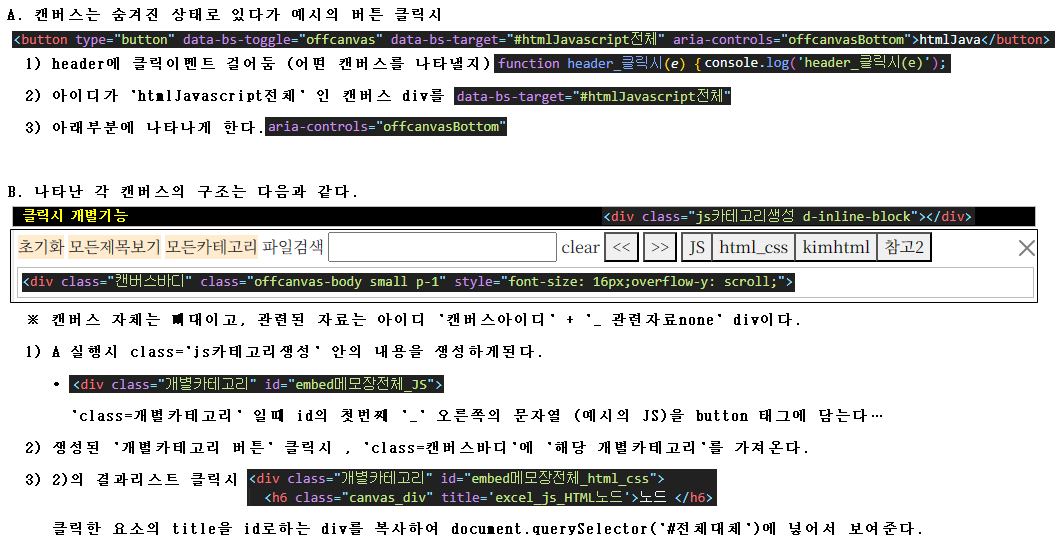 A. 캔버스는 숨겨진 상태로 있다가 예시의 버튼 클릭시
<button type="button" data-bs-toggle="offcanvas" data-bs-target="#htmlJavascript전체" aria-controls="offcanvasBottom">htmlJava</button>
1) header에 클릭이벤트 걸어둠 (어떤 캔버스를 나타낼지) function header_클릭시(e) { console.log('header_클릭시(e)');
2) 아이디가 'htmlJavascript전체' 인 캔버스 div를 data-bs-target="#htmlJavascript전체"
3) 아래부분에 나타나게 한다. aria-controls="offcanvasBottom"
B. 나타난 각 캔버스의 구조는 다음과 같다.
클릭시 개별기능 <div class="js카테고리생성 d-inline-block"></div>
초기화 모든제목보기 모든카테고리 파일검색 clear << >> JS html_css kimhtml 참고2
<div class="캔버스바디" class="offcanvas-body small p-1" style="font-size: 16px;overflow-y: scroll;">
※ 캔버스 자체는 뼈대이고, 관련된 자료는 아이디 '캔버스아이디' + '_ 관련자료none' div이다.
1) A 실행시 class='js카테고리생성' 안의 내용을 생성하게된다.
• <div class="개별카테고리" id="embed메모장전체_JS">
'class=개별카테고리' 일때 id의 첫번째 '_' 오른쪽의 문자열 (예시의 JS)을 button 태그에 담는다…
2) 생성된 '개별카테고리 버튼' 클릭시 , 'class=캔버스바디'에 '해당 개별카테고리'를 가져온다.
3) 2)의 결과리스트 클릭시 <div class="개별카테고리" id="embed메모장전체_html_css">
<h6 class="canvas_div" title='excel_js_HTML노드'>노드 </h6>
클릭한 요소의 title을 id로하는 div를 복사하여 document.querySelector('#전체대체')에 넣어서 보여준다.